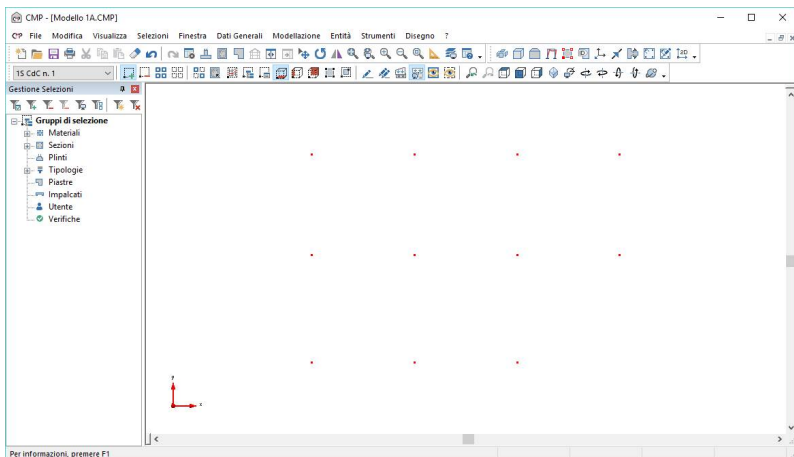 CMP - [Modello 1A.CMP]
File Modifica Visualizza Selezioni Finestra Dati Generali Modellazione Entità Strumenti Disegno ?
1S CdC n. 1
Gestione Selezioni
Gruppi di selezione
Materiali
Sezioni
Plinti
Tipologie
Piastre
Impalcati
Utente
Verifiche
y
x
Per informazioni, premere F1